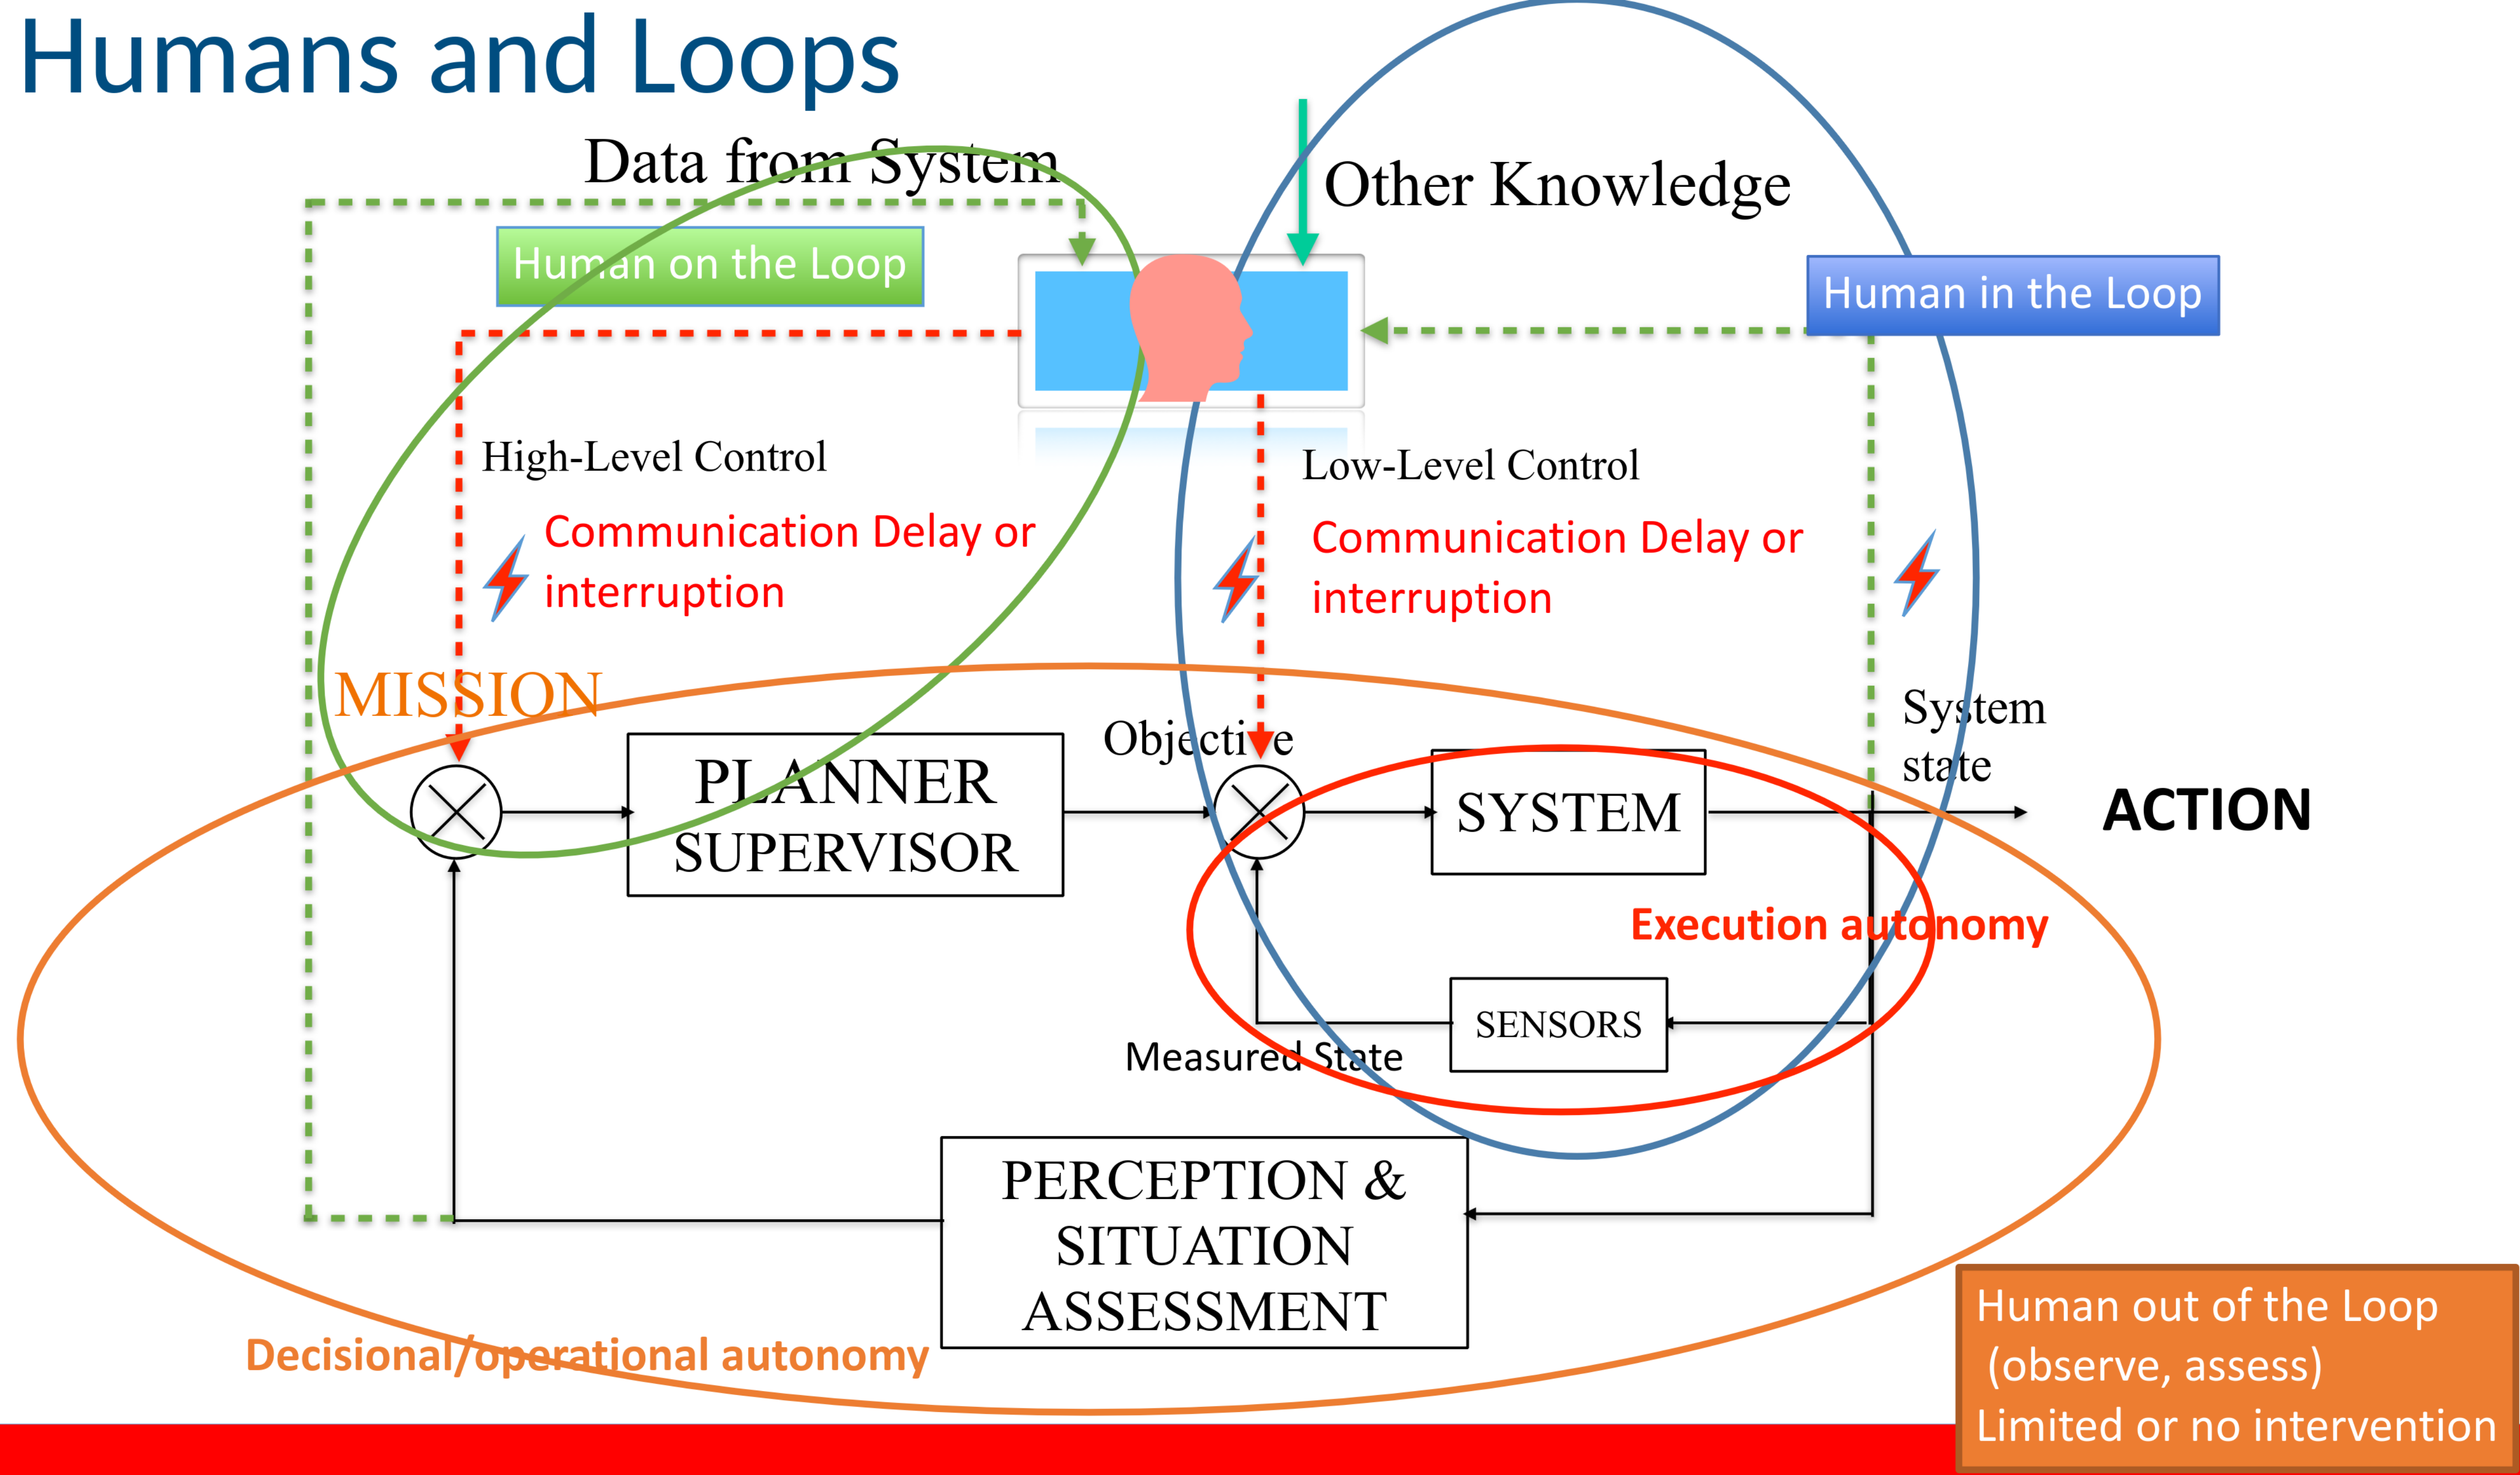 Humans and Loops
Data from System
Other Knowledge
Human on the Loop
Human in the Loop
High-Level Control
Communication Delay or
interruption
Low-Level Control
Communication Delay or
interruption
MISSION
System
state
Objective
PLANNER
SUPERVISOR
SYSTEM
ACTION
Execution autonomy
SENSORS
Measured State
PERCEPTION &
SITUATION
ASSESSMENT
Decisional/operational autonomy
Human out of the Loop
(observe, assess)
Limited or no intervention